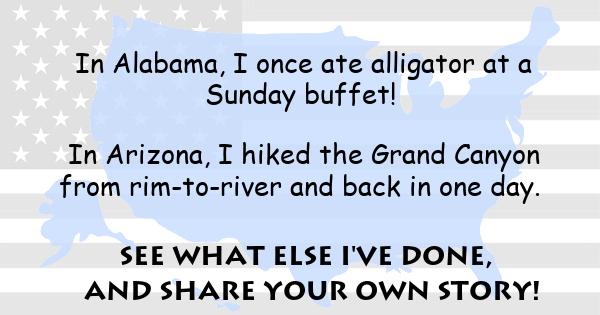 In Alabama, I once ate alligator at a
Sunday buffet!
In Arizona, I hiked the Grand Canyon
from rim-to-river and back in one day.
SEE WHAT ELSE I'VE DONE,
AND SHARE YOUR OWN STORY!